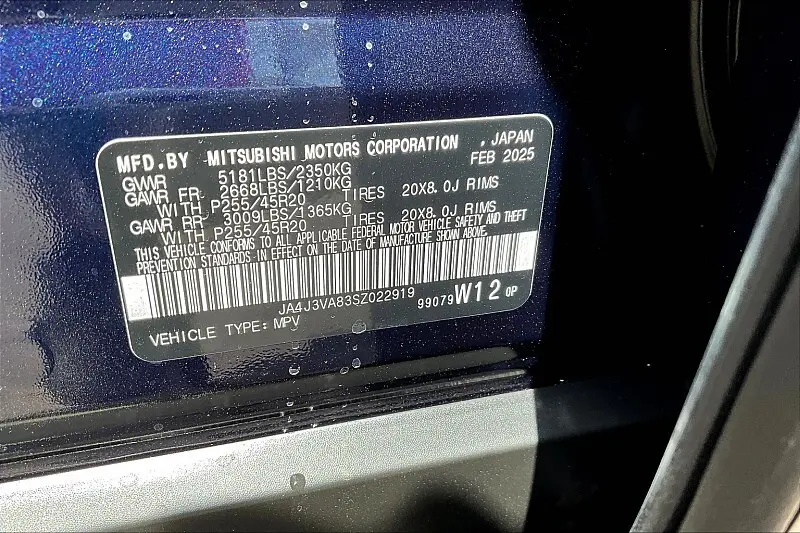 MFD.BY MITSUBISHI MOTORS CORPORATION , JAPAN
GVWR 5181LBS/2350KG FEB 2025
GAWR FR 2668LBS/1210KG
WITH P255/45R20 TIRES 20X8.0J RIMS
GAWR RR 3009LBS/1365KG
WITH P255/45R20 TIRES 20X8.0J RIMS
THIS VEHICLE CONFORMS TO ALL APPLICABLE FEDERAL MOTOR VEHICLE SAFETY AND THEFT
PREVENTION STANDARDS IN EFFECT ON THE DATE OF MANUFACTURE SHOWN ABOVE.
JA4J3VA83SZ022919
VEHICLE TYPE: MPV 99079 W12 OP